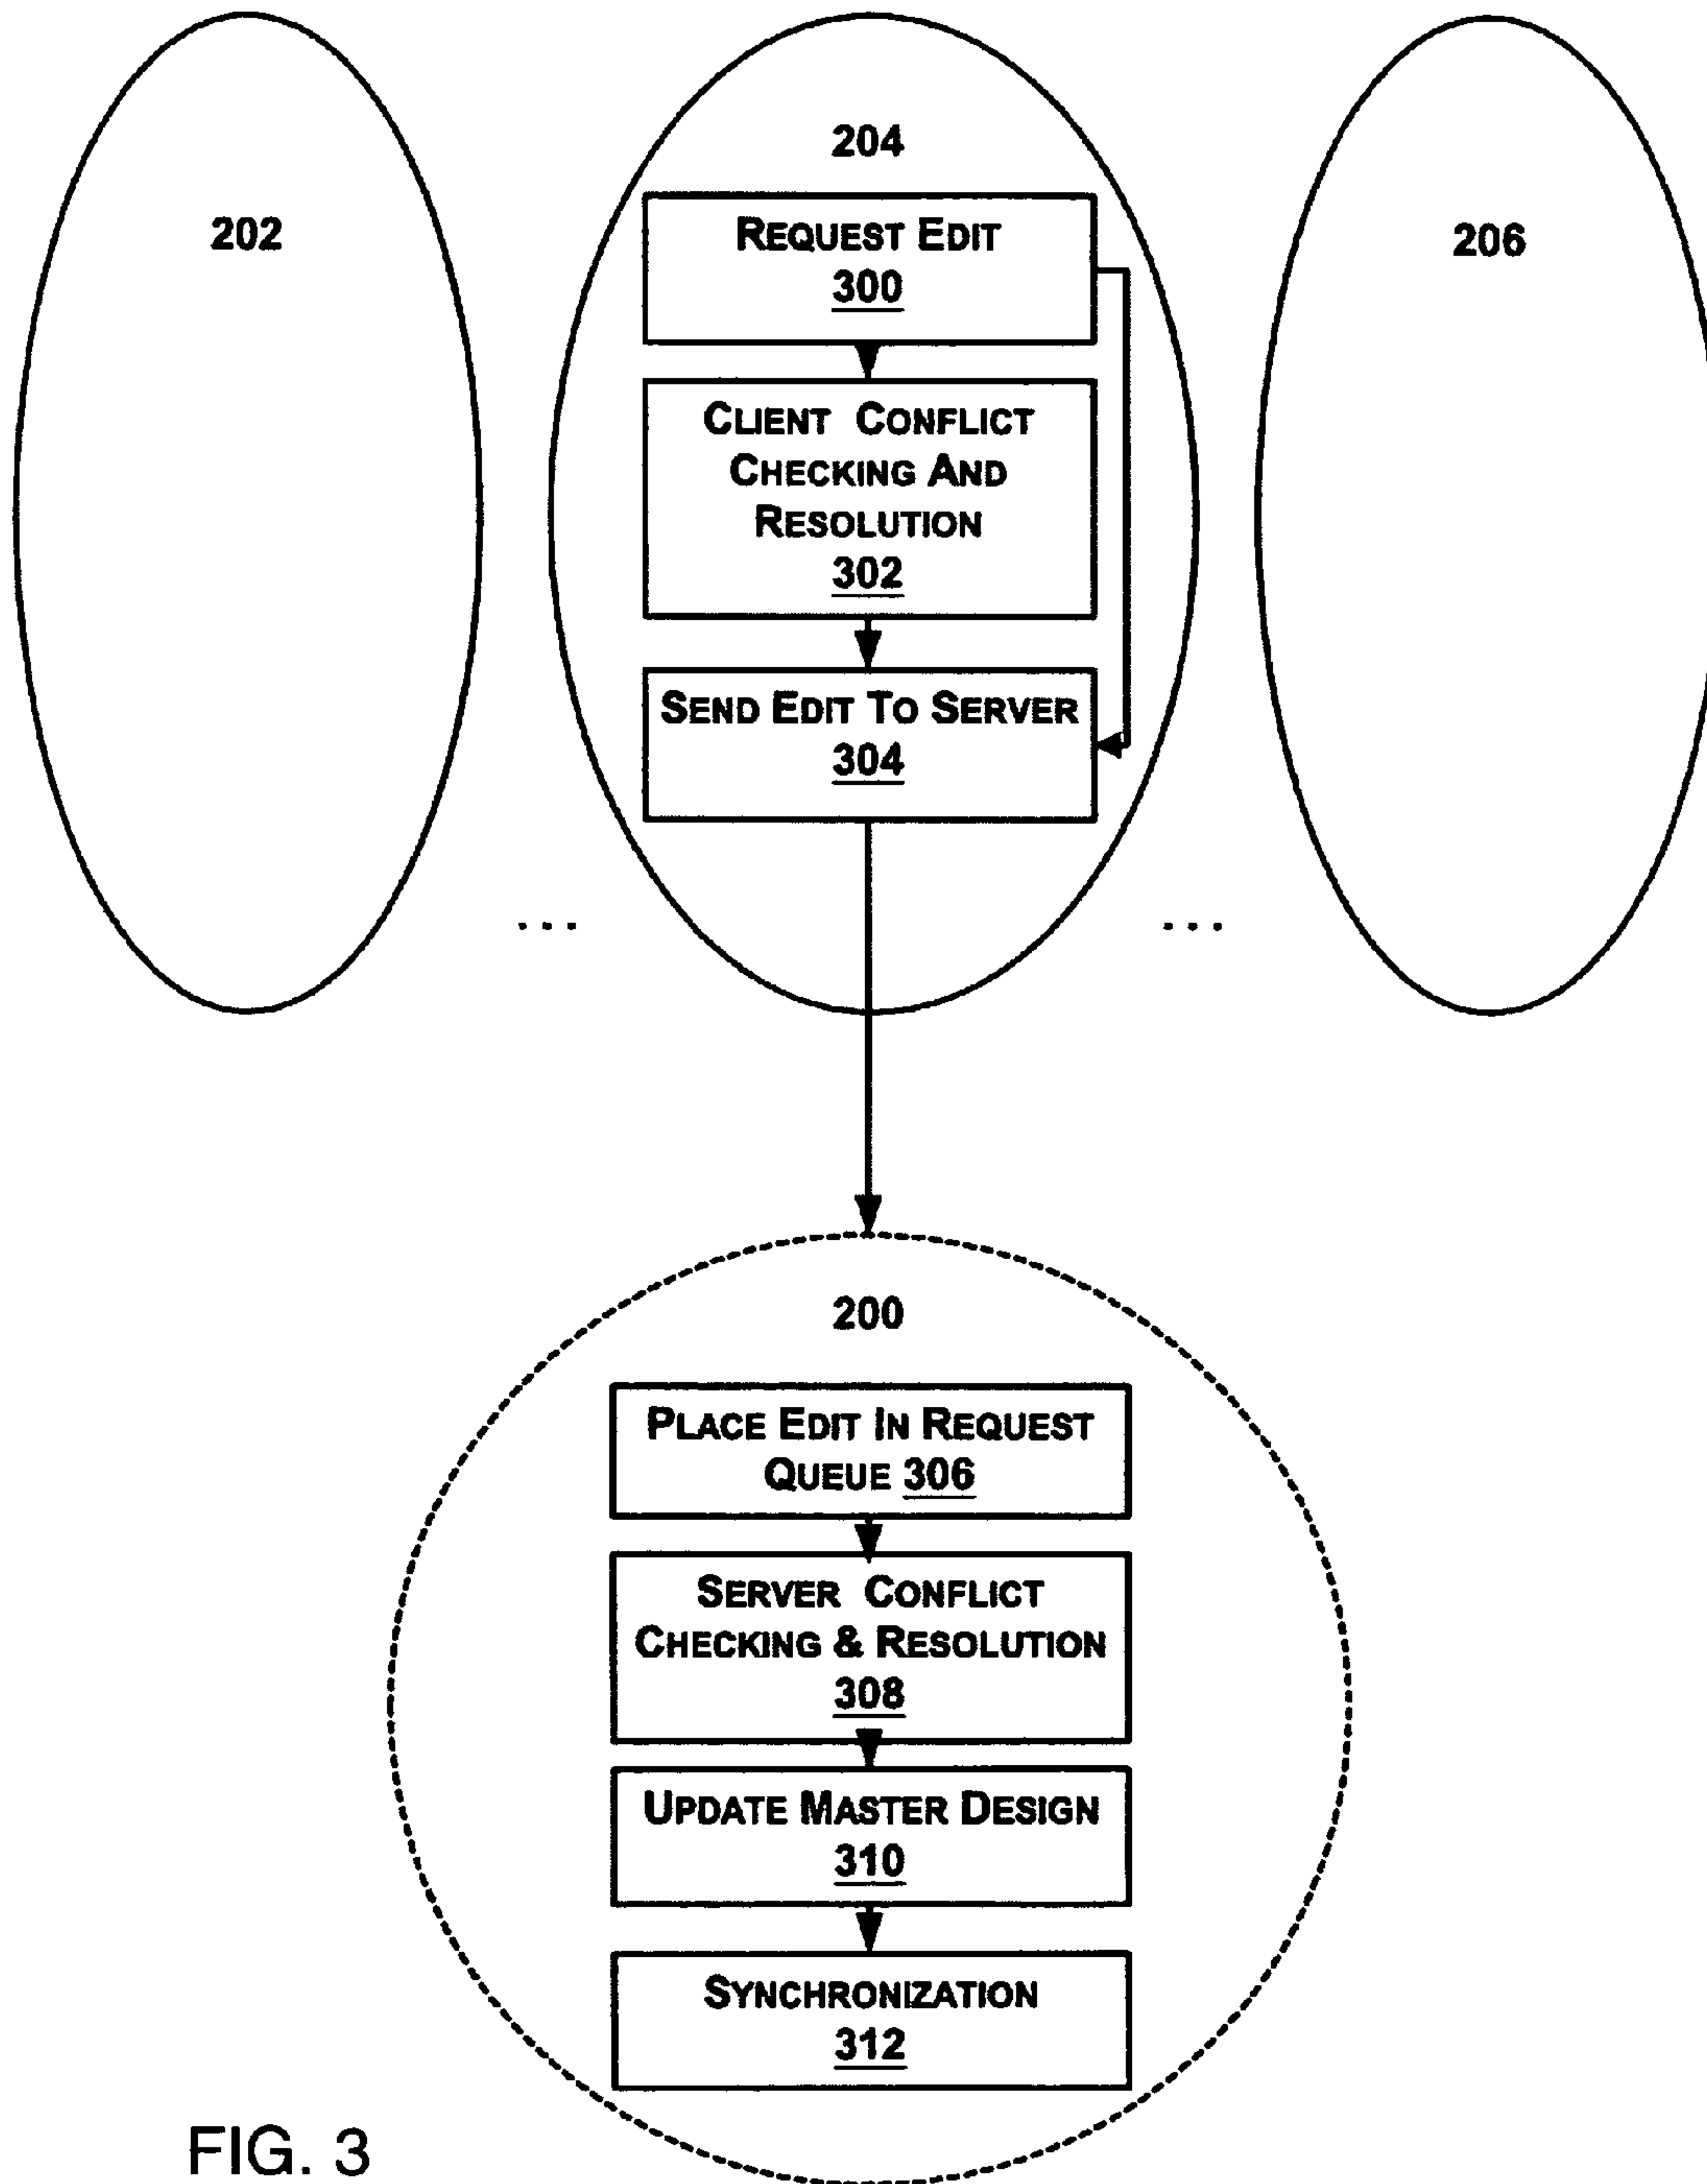 204
202
206
REQUEST EDIT
300
CLIENT CONFLICT
CHECKING AND
RESOLUTION
302
SEND EDIT TO SERVER
304
... ...
200
PLACE EDIT IN REQUEST
QUEUE 306
SERVER CONFLICT
CHECKING & RESOLUTION
308
UPDATE MASTER DESIGN
310
SYNCHRONIZATION
312
FIG. 3